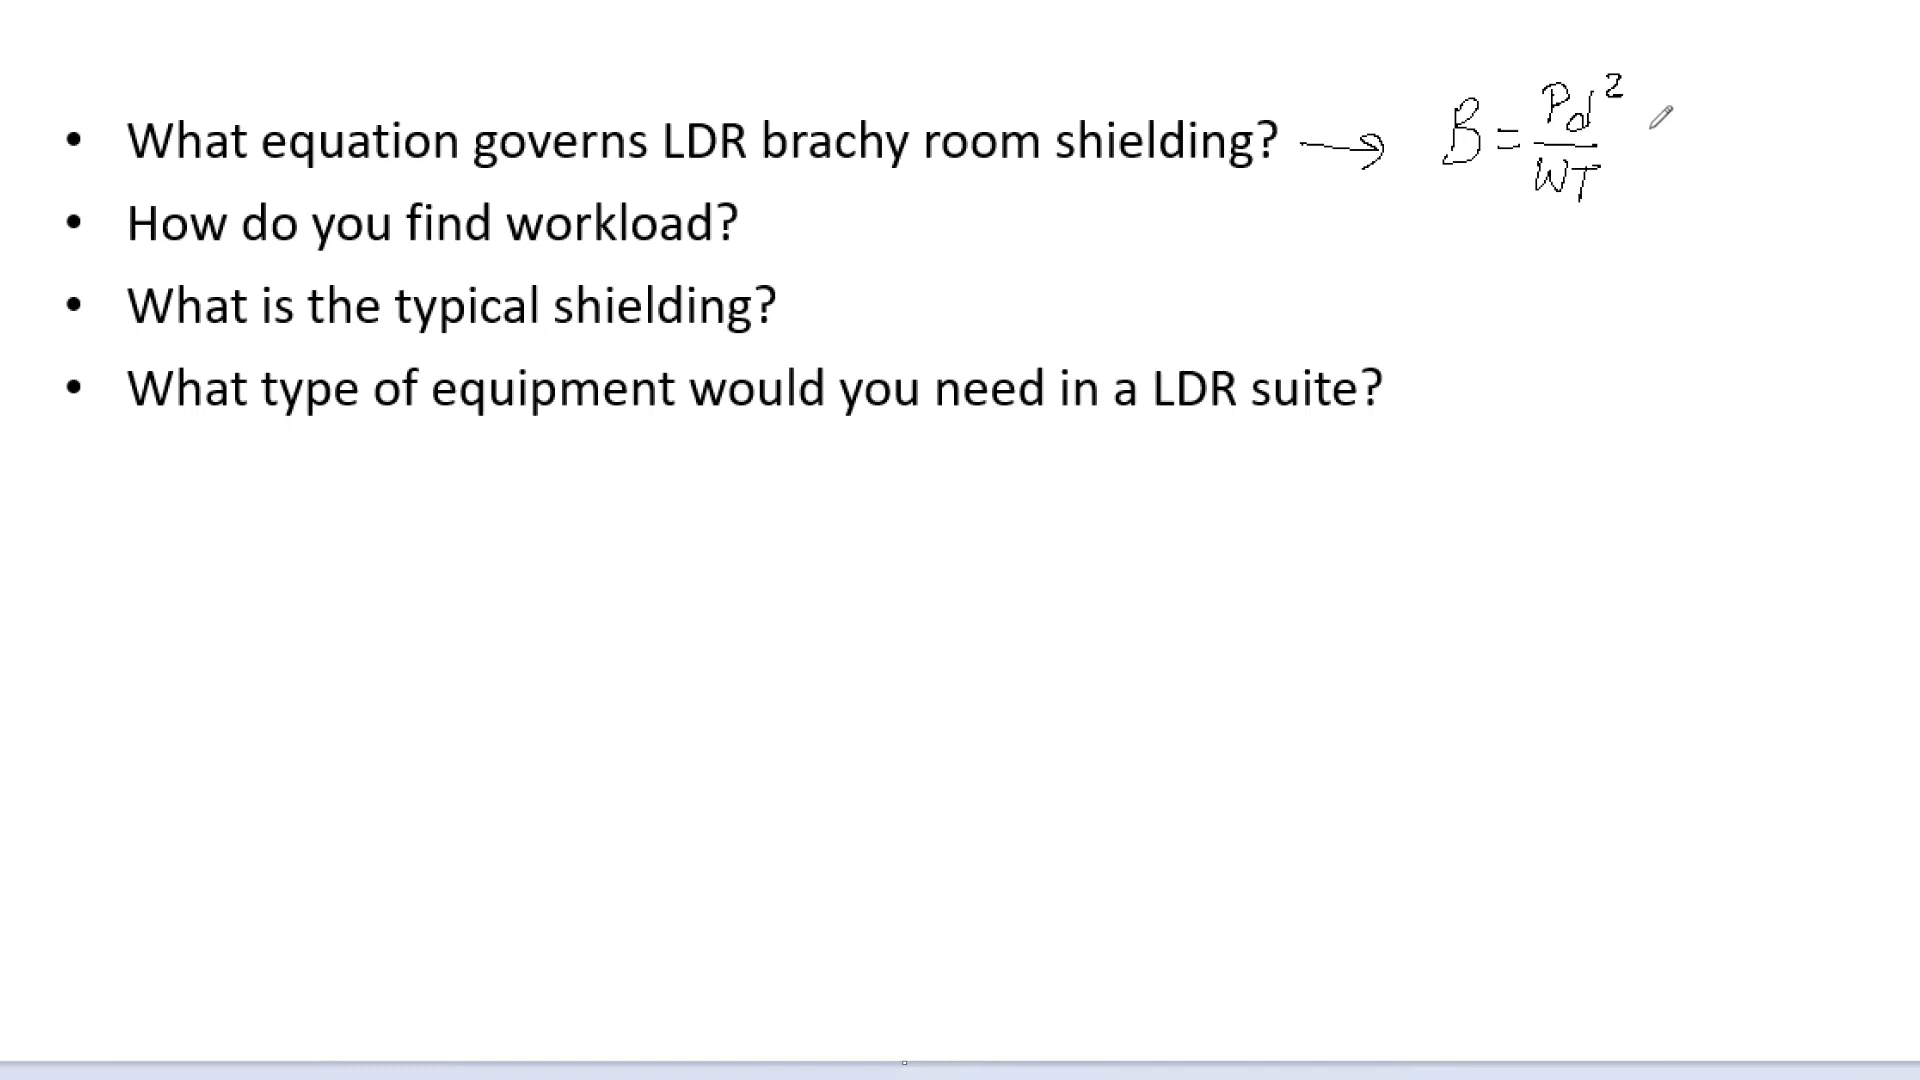 • What equation governs LDR brachy room shielding? → B = Pd² / WT
• How do you find workload?
• What is the typical shielding?
• What type of equipment would you need in a LDR suite?